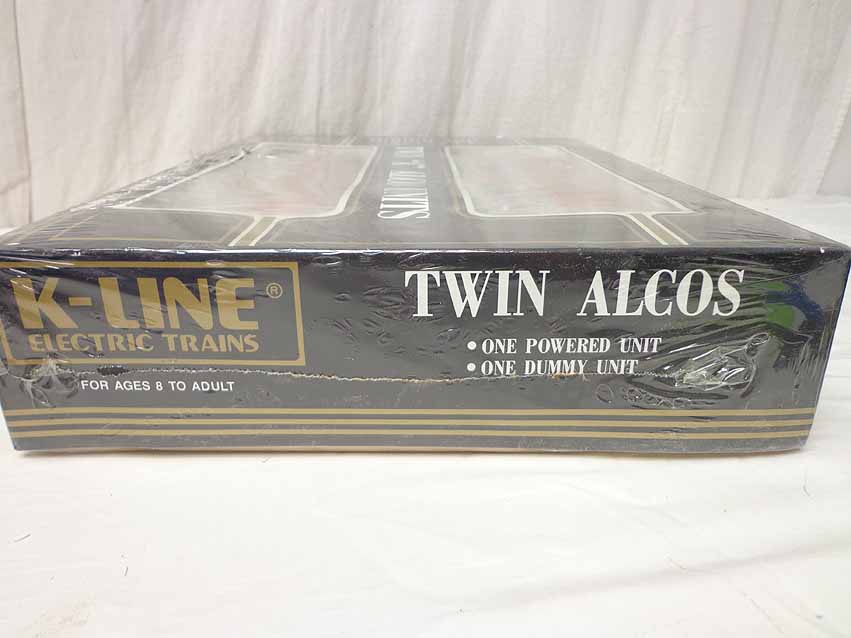 K-LINE®
ELECTRIC TRAINS
FOR AGES 8 TO ADULT
TWIN ALCOS
• ONE POWERED UNIT
• ONE DUMMY UNIT